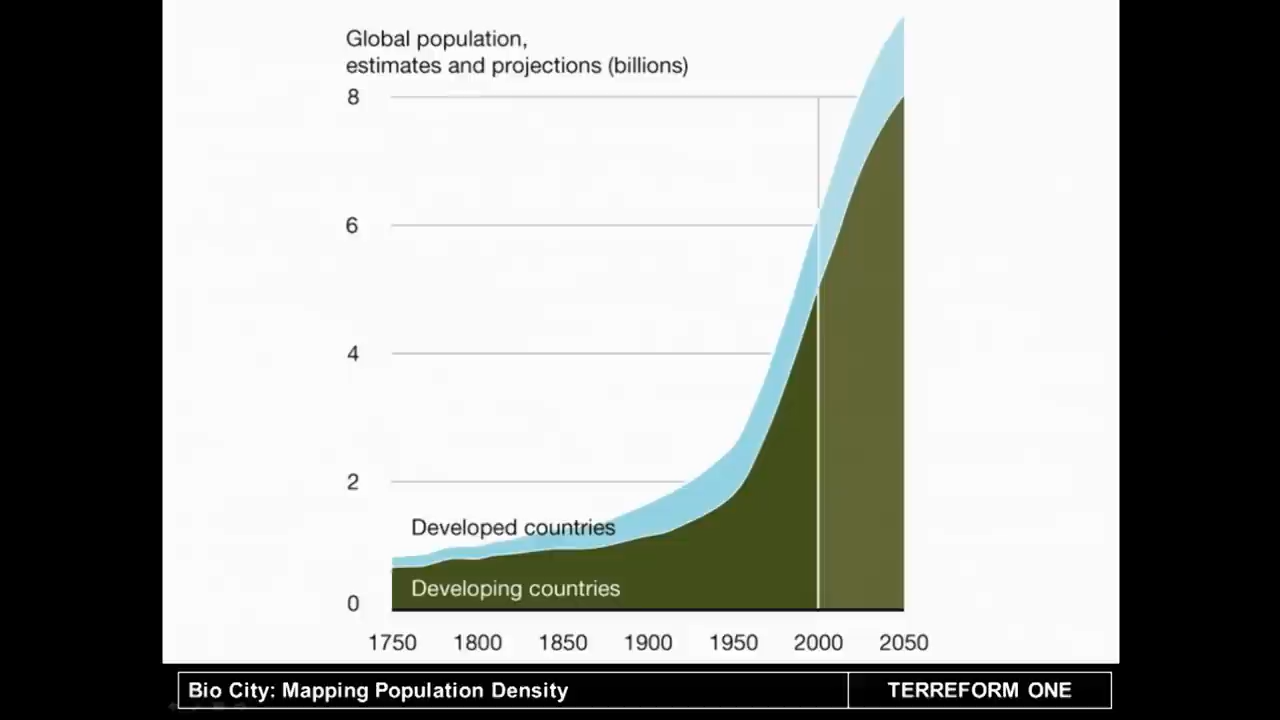 Global population,
estimates and projections (billions)
8
6
4
2
0
Developed countries
Developing countries
1750 1800 1850 1900 1950 2000 2050
Bio City: Mapping Population Density
TERREFORM ONE